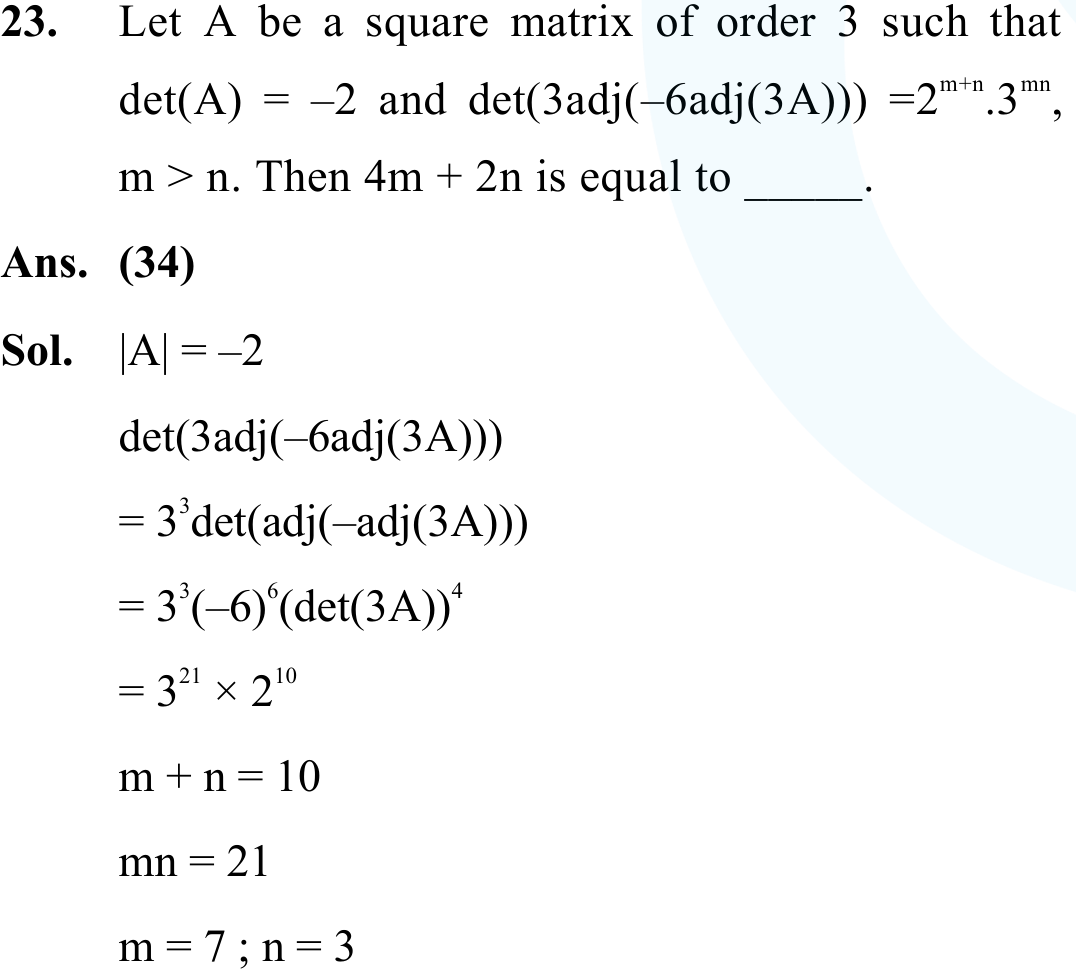 23. Let A be a square matrix of order 3 such that
det(A) = –2 and det(3adj(–6adj(3A))) =2^{m+n}.3^{mn},
m > n. Then 4m + 2n is equal to _____.
Ans. (34)
Sol. |A| = –2
det(3adj(–6adj(3A)))
= 3^{3}det(adj(–adj(3A)))
= 3^{3}(–6)^{6}(det(3A))^{4}
= 3^{21} × 2^{10}
m + n = 10
mn = 21
m = 7 ; n = 3